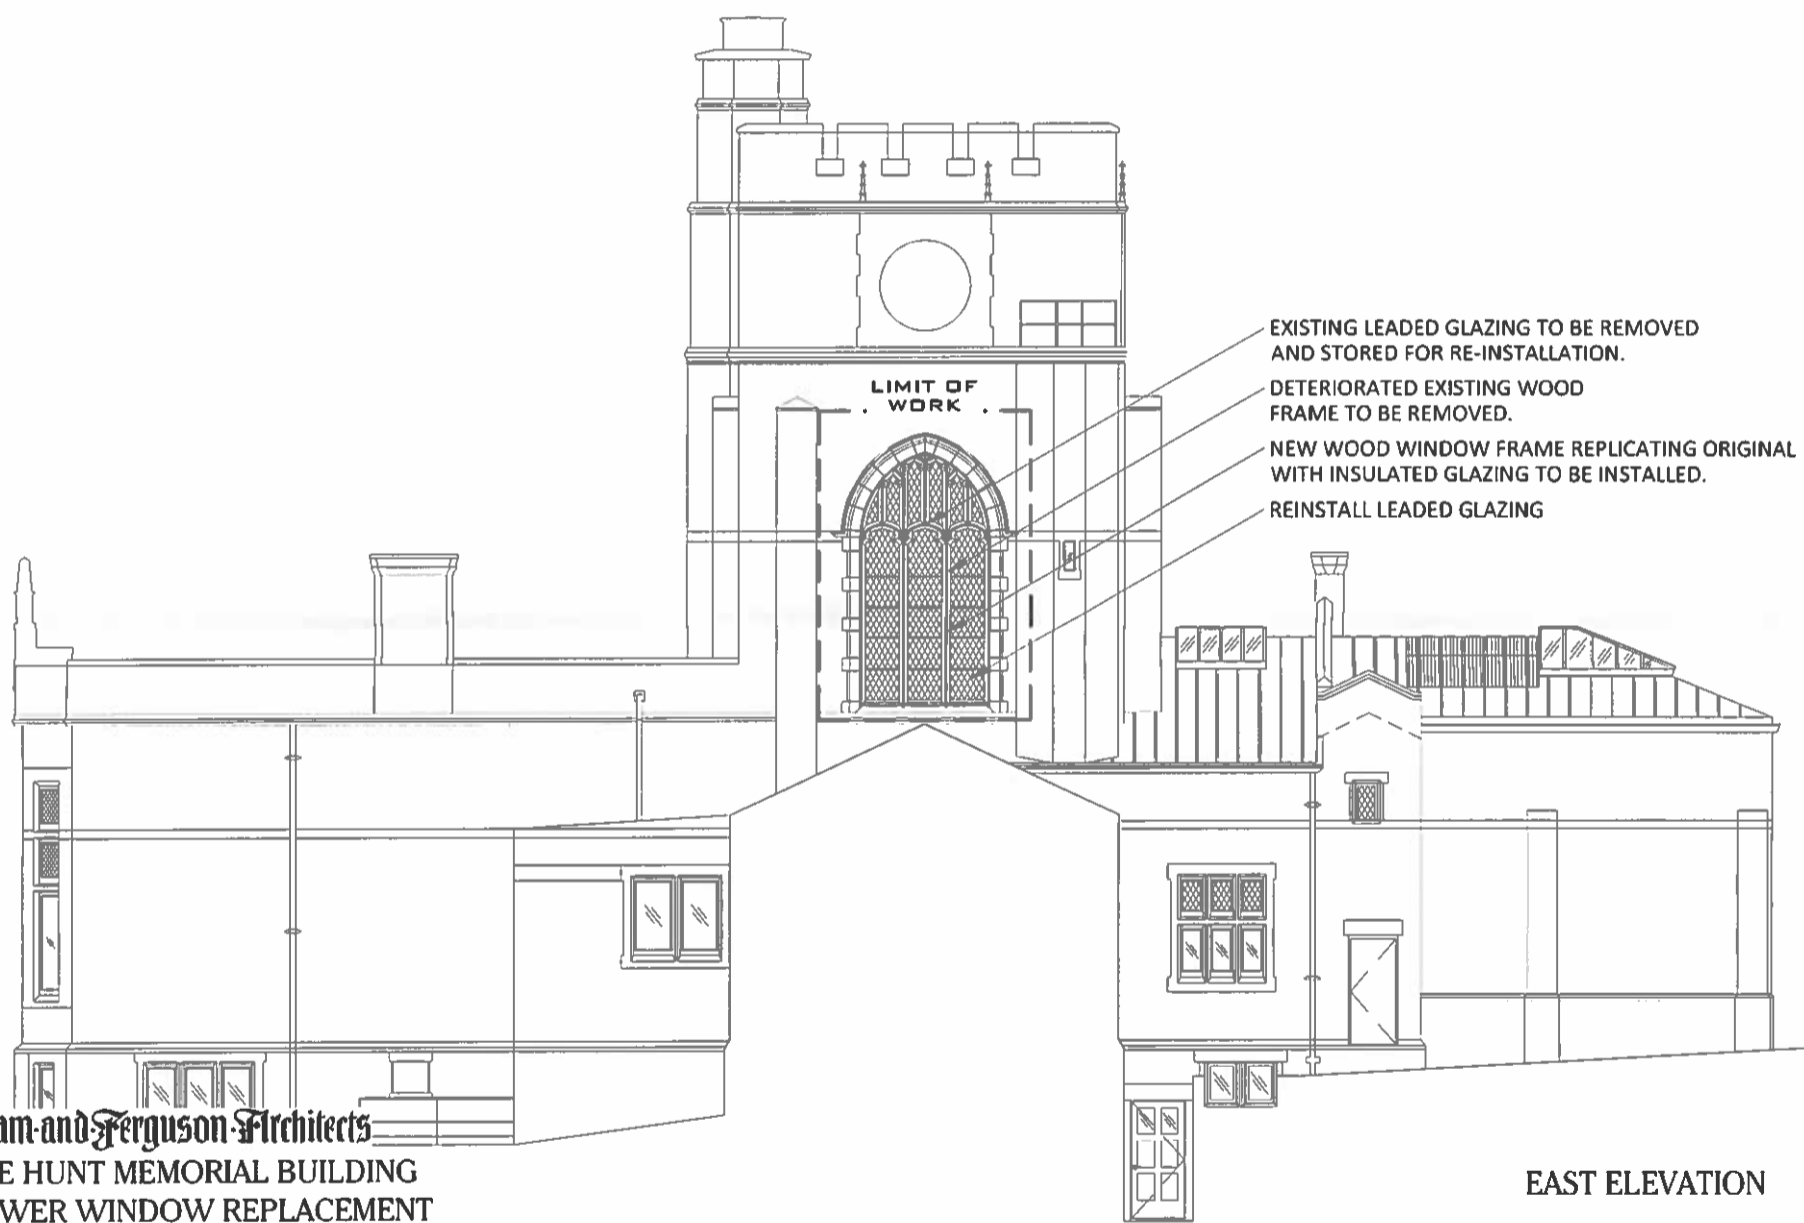 LIMIT OF
WORK
EXISTING LEADED GLAZING TO BE REMOVED
AND STORED FOR RE-INSTALLATION.
DETERIORATED EXISTING WOOD
FRAME TO BE REMOVED.
NEW WOOD WINDOW FRAME REPLICATING ORIGINAL
WITH INSULATED GLAZING TO BE INSTALLED.
REINSTALL LEADED GLAZING
am-and-Ferguson-Architects
E HUNT MEMORIAL BUILDING
WER WINDOW REPLACEMENT
EAST ELEVATION